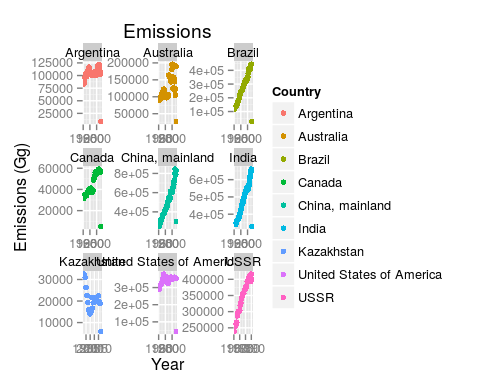 Emissions
Argentina Australia Brazil
125000
100000
75000
50000
25000
200000
150000
100000
50000
4e+05
3e+05
2e+05
1e+05
Canada China, mainland India
60000
40000
20000
8e+05
6e+05
4e+05
6e+05
5e+05
4e+05
Kazakhstan United States of America USSR
30000
20000
10000
3e+05
2e+05
1e+05
400000
350000
300000
250000
Emissions (Gg)
Year
Country
Argentina
Australia
Brazil
Canada
China, mainland
India
Kazakhstan
United States of America
USSR